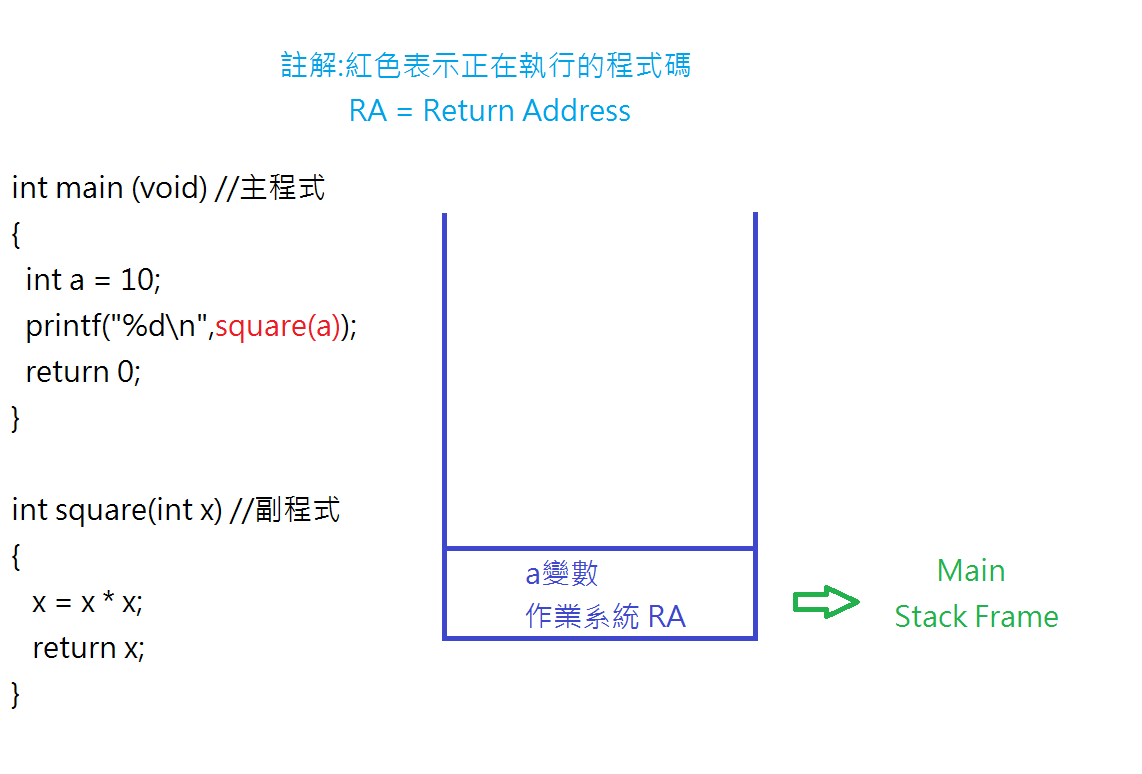 註解:紅色表示正在執行的程式碼
RA = Return Address
int main (void) //主程式
{
int a = 10;
printf("%d\n",square(a));
return 0;
}
int square(int x) //副程式
{
x = x * x;
return x;
}
a變數
作業系統 RA
Main
Stack Frame